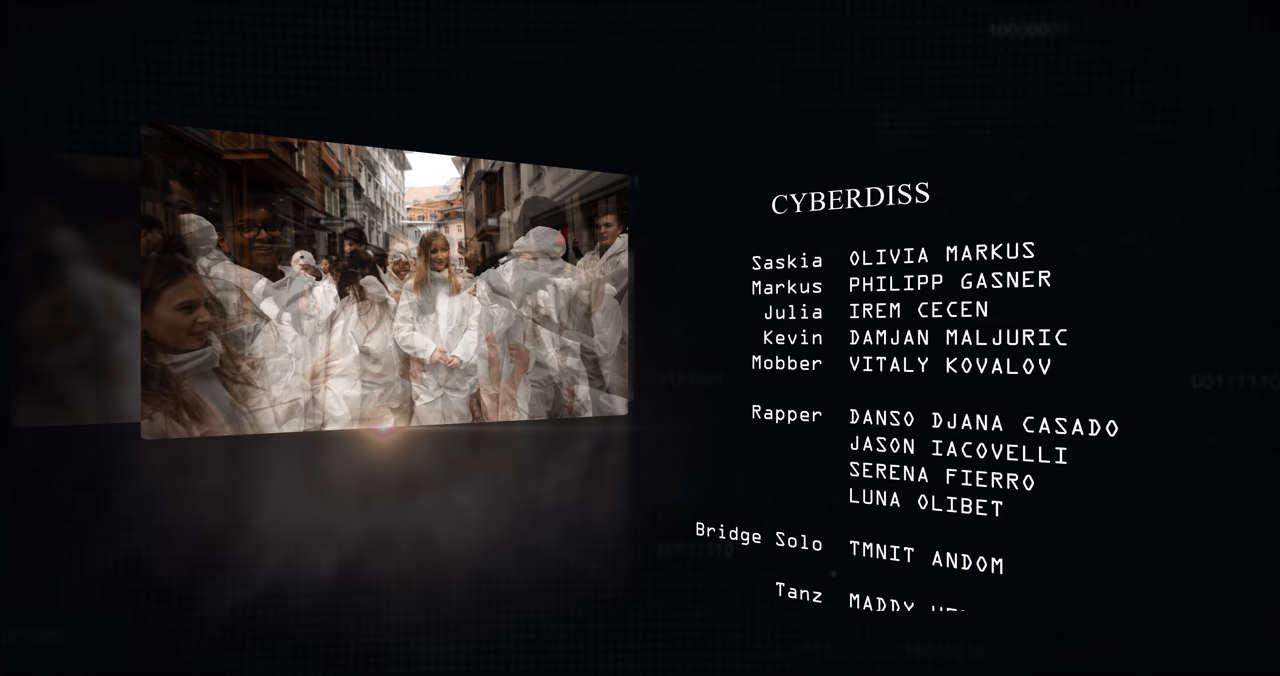 CYBERDISS
Saskia OLIVIA MARKUS
Markus PHILIPP GASNER
Julia IREM CECEN
Kevin DAMJAN MALJURIC
Mobber VITALY KOVALOV
Rapper DANSO DJANA CASADO
JASON IACOVELLI
SERENA FIERRO
LUNA OLIBET
Bridge Solo TMNIT ANDOM
Tanz MADDY